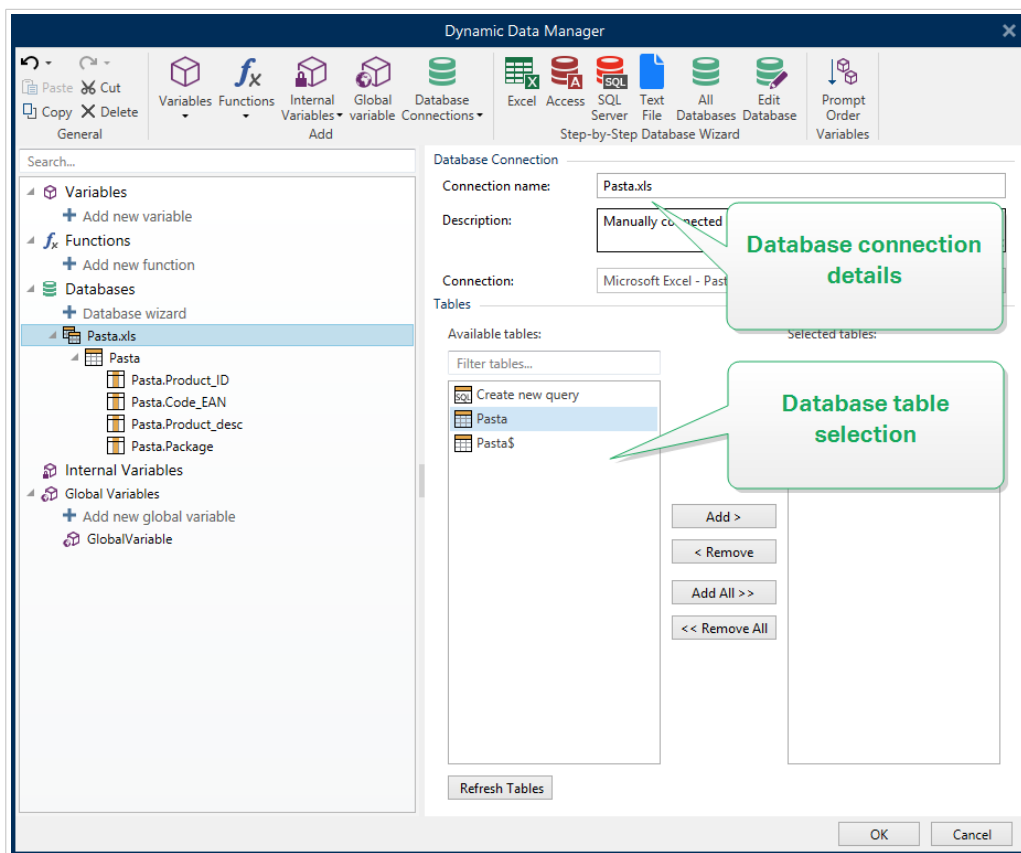 Dynamic Data Manager
Paste Cut
Copy Delete
General
Variables Functions Internal Variables Global variable Database Connections
Add
Excel Access SQL Server Text File All Databases Edit Database
Step-by-Step Database Wizard
Prompt Order
Variables
Search...
Variables
Add new variable
Functions
Add new function
Databases
Database wizard
Pasta.xls
Pasta
Pasta.Product_ID
Pasta.Code_EAN
Pasta.Product_desc
Pasta.Package
Internal Variables
Global Variables
Add new global variable
GlobalVariable
Database Connection
Connection name: Pasta.xls
Description: Manually connected
Connection: Microsoft Excel - Past
Database connection
details
Tables
Available tables:
Selected tables:
Filter tables...
SQL Create new query
Pasta
Pasta$
Database table
selection
Add >
< Remove
Add All >>
<< Remove All
Refresh Tables
OK Cancel